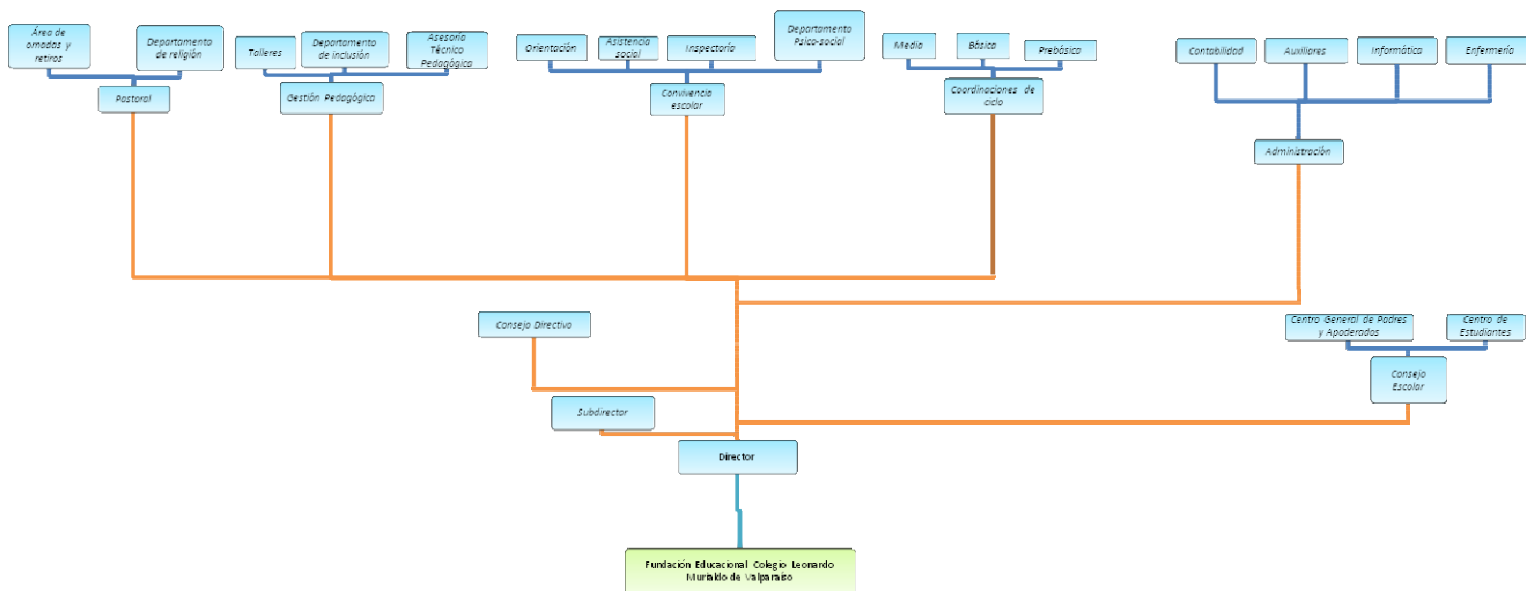 Área de
omadas y
retiros
Departamento
de religión
Talleres
Departamento
de inclusión
Asesoría
Técnico
Pedagógica
Orientación
Asistencia
social
Inspectoría
Departamento
Psico-social
Media
Básica
Prebásica
Contabilidad
Auxiliares
Informática
Enfermería
Pastoral
Gestión Pedagógica
Convivencia
escolar
Coordinaciones de
ciclo
Administración
Consejo Directivo
Centro General de Padres
y Apoderados
Centro de
Estudiantes
Consejo
Escolar
Subdirector
Director
Fundación Educacional Colegio Leonardo
Murialdo de Valparaíso